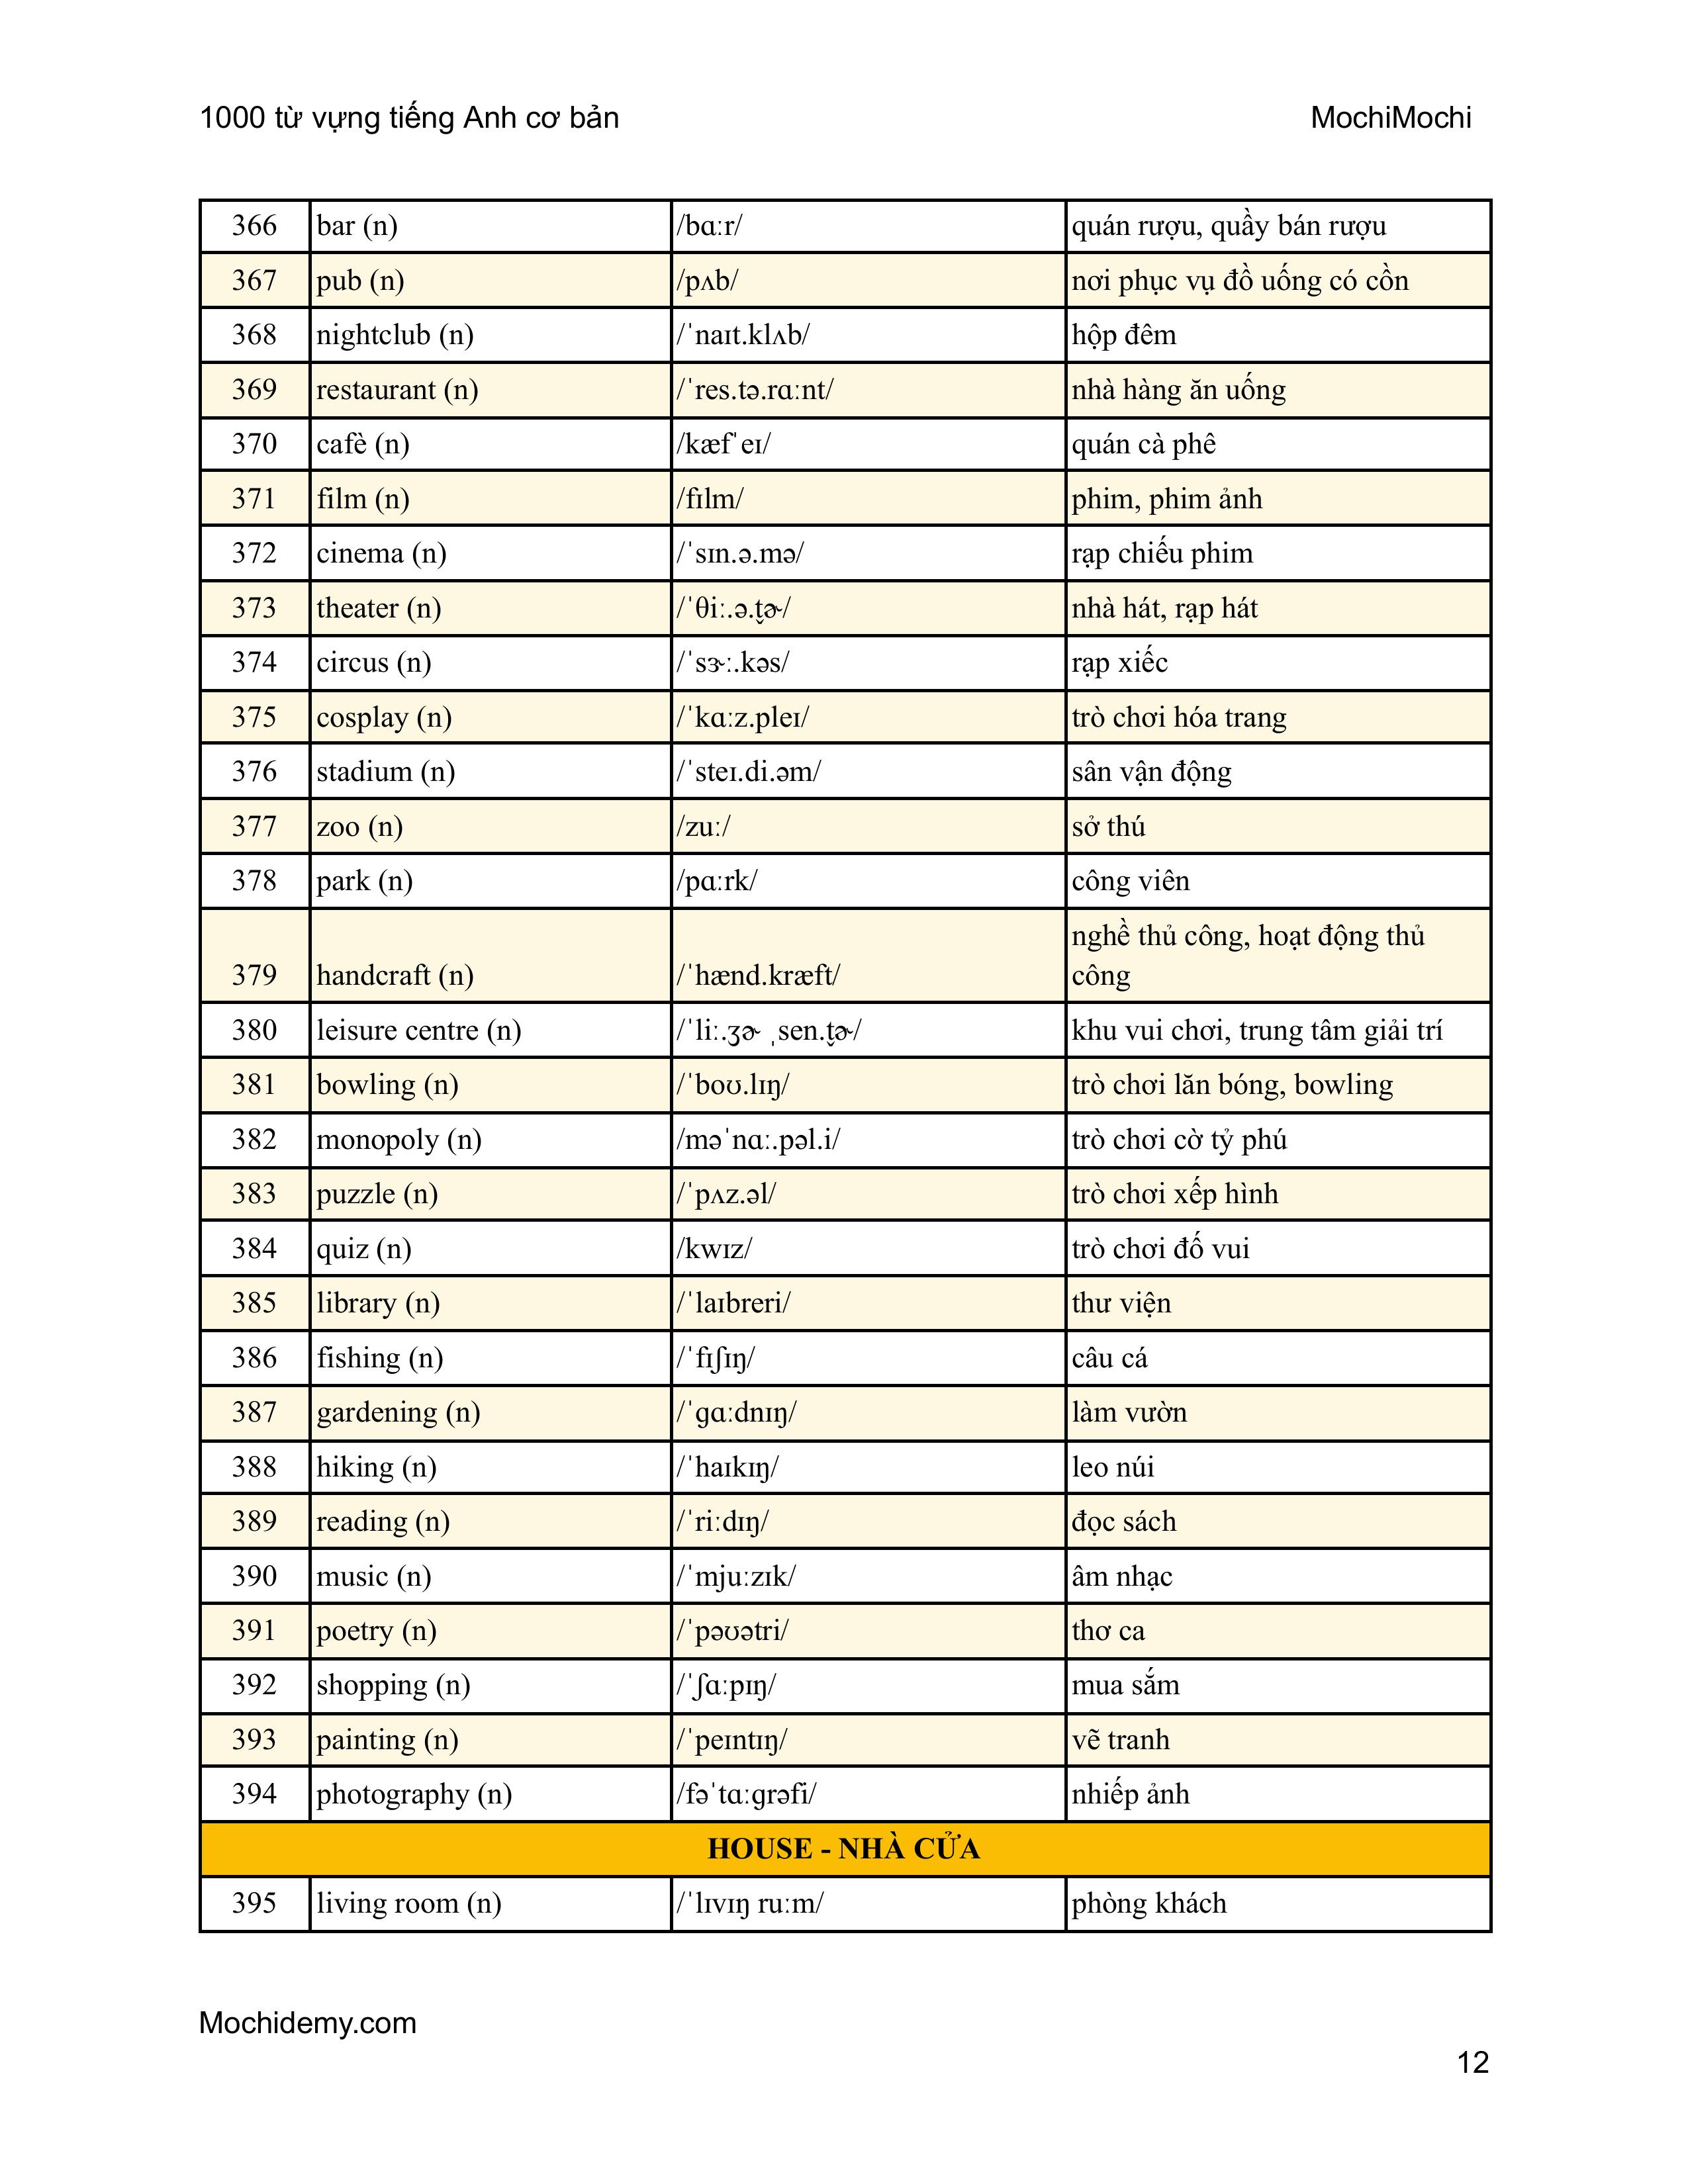 1000 từ vựng tiếng Anh cơ bản MochiMochi
366 bar (n) /bɑːr/ quán rượu, quầy bán rượu
367 pub (n) /pʌb/ nơi phục vụ đồ uống có cồn
368 nightclub (n) /ˈnaɪt.klʌb/ hộp đêm
369 restaurant (n) /ˈres.tə.rɑːnt/ nhà hàng ăn uống
370 cafè (n) /kæfˈeɪ/ quán cà phê
371 film (n) /fɪlm/ phim, phim ảnh
372 cinema (n) /ˈsɪn.ə.mə/ rạp chiếu phim
373 theater (n) /ˈθiː.ə.t̬ɚ/ nhà hát, rạp hát
374 circus (n) /ˈsɝː.kəs/ rạp xiếc
375 cosplay (n) /ˈkɑːz.pleɪ/ trò chơi hóa trang
376 stadium (n) /ˈsteɪ.di.əm/ sân vận động
377 zoo (n) /zuː/ sở thú
378 park (n) /pɑːrk/ công viên
nghề thủ công, hoạt động thủ
379 handcraft (n) /ˈhænd.kræft/ công
380 leisure centre (n) /ˈliː.ʒɚ ˌsen.t̬ɚ/ khu vui chơi, trung tâm giải trí
381 bowling (n) /ˈboʊ.lɪŋ/ trò chơi lăn bóng, bowling
382 monopoly (n) /məˈnɑː.pəl.i/ trò chơi cờ tỷ phú
383 puzzle (n) /ˈpʌz.əl/ trò chơi xếp hình
384 quiz (n) /kwɪz/ trò chơi đố vui
385 library (n) /ˈlaɪbreri/ thư viện
386 fishing (n) /ˈfɪʃɪŋ/ câu cá
387 gardening (n) /ˈɡɑːdnɪŋ/ làm vườn
388 hiking (n) /ˈhaɪkɪŋ/ leo núi
389 reading (n) /ˈriːdɪŋ/ đọc sách
390 music (n) /ˈmjuːzɪk/ âm nhạc
391 poetry (n) /ˈpəʊətri/ thơ ca
392 shopping (n) /ˈʃɑːpɪŋ/ mua sắm
393 painting (n) /ˈpeɪntɪŋ/ vẽ tranh
394 photography (n) /fəˈtɑːɡrəfi/ nhiếp ảnh
HOUSE - NHÀ CỬA
395 living room (n) /ˈlɪvɪŋ ruːm/ phòng khách
Mochidemy.com
12